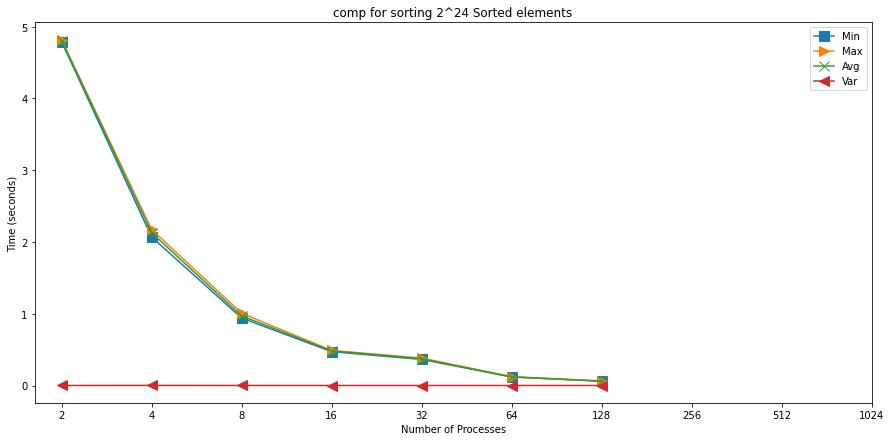 comp for sorting 2^24 Sorted elements
Min
Max
Avg
Var
Time (seconds)
5
4
3
2
1
0
2 4 8 16 32 64 128 256 512 1024
Number of Processes